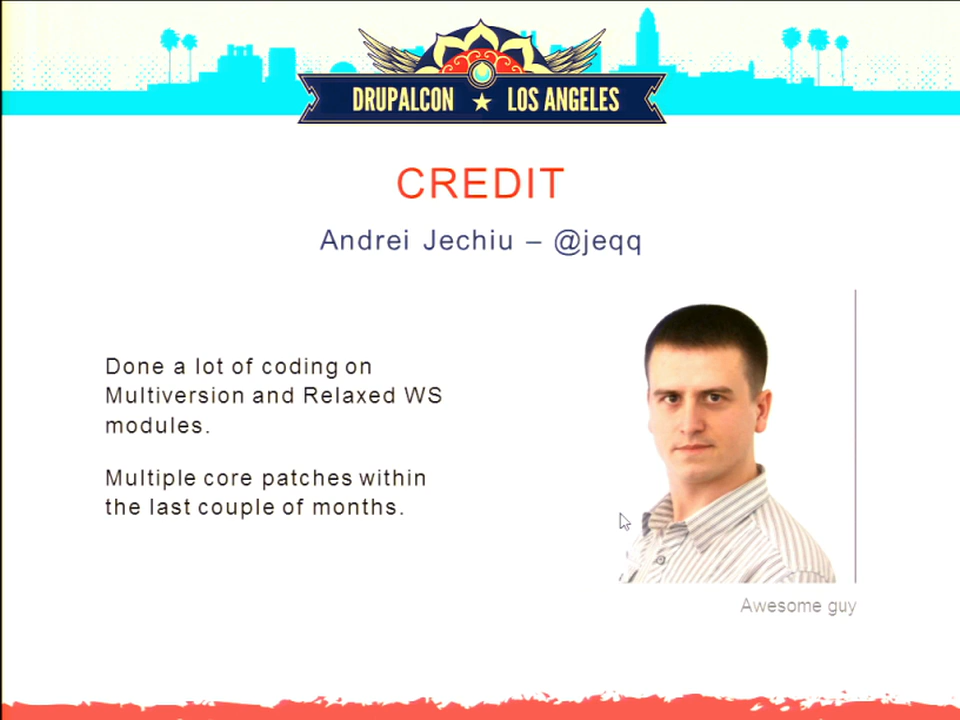 DRUPALCON ★ LOS ANGELES
CREDIT
Andrei Jechiu – @jeqq
Done a lot of coding on
Multiversion and Relaxed WS
modules.
Multiple core patches within
the last couple of months.
Awesome guy